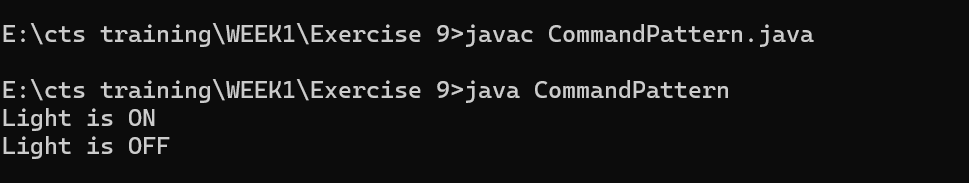 E:\cts training\WEEK1\Exercise 9>javac CommandPattern.java
E:\cts training\WEEK1\Exercise 9>java CommandPattern
Light is ON
Light is OFF